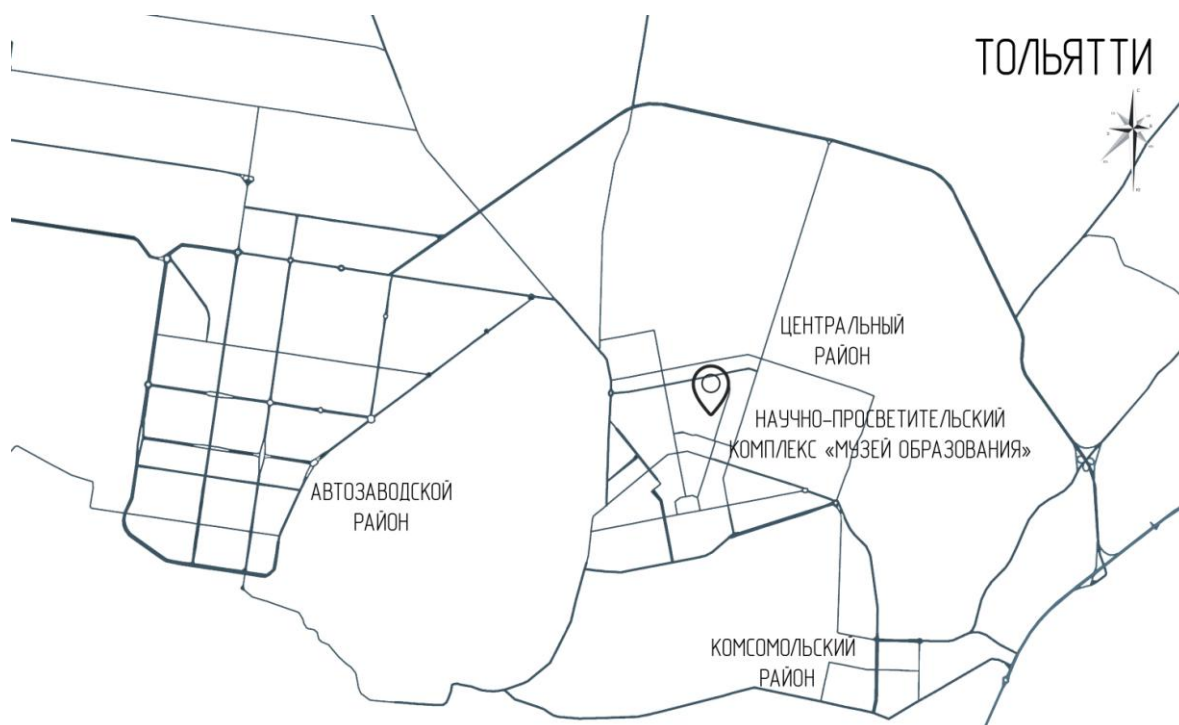 ТОЛЬЯТТИ
ЦЕНТРАЛЬНЫЙ
РАЙОН
НАУЧНО-ПРОСВЕТИТЕЛЬСКИЙ
КОМПЛЕКС «МУЗЕЙ ОБРАЗОВАНИЯ»
АВТОЗАВОДСКОЙ
РАЙОН
КОМСОМОЛЬСКИЙ
РАЙОН